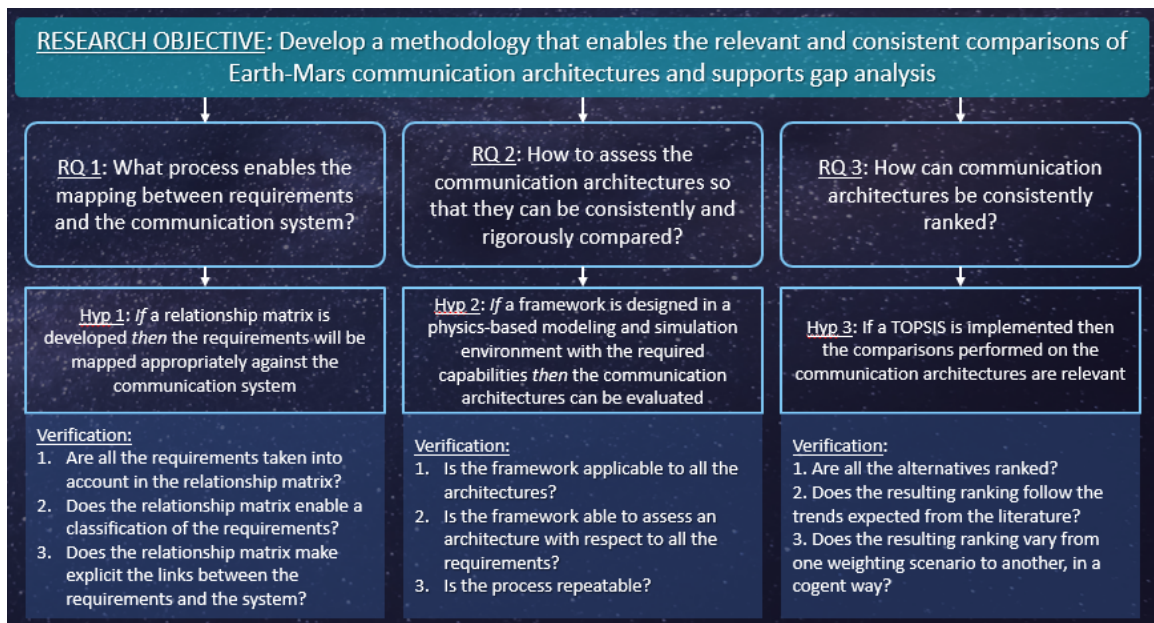 RESEARCH OBJECTIVE: Develop a methodology that enables the relevant and consistent comparisons of
Earth-Mars communication architectures and supports gap analysis
RQ 1: What process enables the
mapping between requirements
and the communication system?
RQ 2: How to assess the
communication architectures so
that they can be consistently and
rigorously compared?
RQ 3: How can communication
architectures be consistently
ranked?
Hyp 1: If a relationship matrix is
developed then the requirements will be
mapped appropriately against the
communication system
Hyp 2: If a framework is designed in a
physics-based modeling and simulation
environment with the required
capabilities then the communication
architectures can be evaluated
Hyp 3: If a TOPSIS is implemented then
the comparisons performed on the
communication architectures are relevant
Verification:
1. Are all the requirements taken into
account in the relationship matrix?
2. Does the relationship matrix enable a
classification of the requirements?
3. Does the relationship matrix make
explicit the links between the
requirements and the system?
Verification:
1. Is the framework applicable to all the
architectures?
2. Is the framework able to assess an
architecture with respect to all the
requirements?
3. Is the process repeatable?
Verification:
1. Are all the alternatives ranked?
2. Does the resulting ranking follow the
trends expected from the literature?
3. Does the resulting ranking vary from
one weighting scenario to another, in a
cogent way?